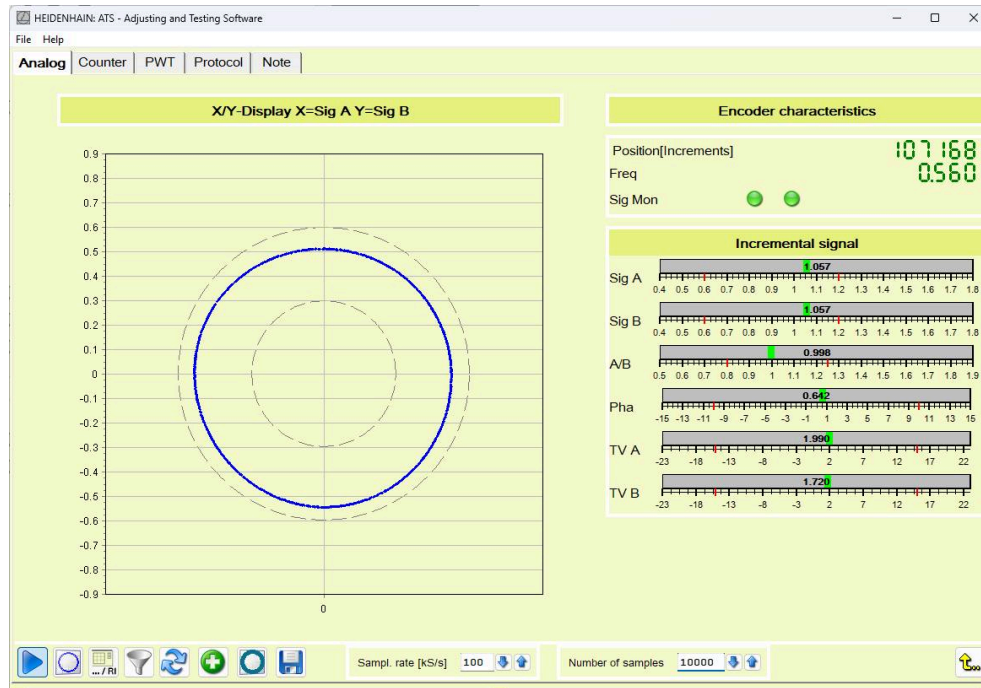 HEIDENHAIN: ATS - Adjusting and Testing Software
File Help
Analog Counter PWT Protocol Note
X/Y-Display X=Sig A Y=Sig B
0.9
0.8
0.7
0.6
0.5
0.4
0.3
0.2
0.1
0
-0.1
-0.2
-0.3
-0.4
-0.5
-0.6
-0.7
-0.8
-0.9
0
Encoder characteristics
Position[Increments] 107168
Freq 0.560
Sig Mon
Incremental signal
Sig A 1.057
0.4 0.5 0.6 0.7 0.8 0.9 1 1.1 1.2 1.3 1.4 1.5 1.6 1.7 1.8
Sig B 1.057
0.4 0.5 0.6 0.7 0.8 0.9 1 1.1 1.2 1.3 1.4 1.5 1.6 1.7 1.8
A/B 0.998
0.5 0.6 0.7 0.8 0.9 1 1.1 1.2 1.3 1.4 1.5 1.6 1.7 1.8 1.9
Pha 0.642
-15 -13 -11 -9 -7 -5 -3 -1 1 3 5 7 9 11 13 15
TV A 1.990
-23 -18 -13 -8 -3 2 7 12 17 22
TV B 1.720
-23 -18 -13 -8 -3 2 7 12 17 22
... / RI
Sampl. rate [kS/s] 100
Number of samples 10000